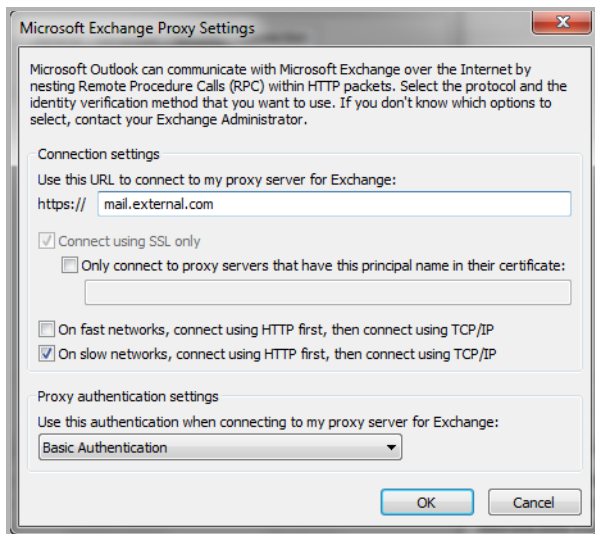 Microsoft Exchange Proxy Settings
Microsoft Outlook can communicate with Microsoft Exchange over the Internet by
nesting Remote Procedure Calls (RPC) within HTTP packets. Select the protocol and the
identity verification method that you want to use. If you don't know which options to
select, contact your Exchange Administrator.
Connection settings
Use this URL to connect to my proxy server for Exchange:
https:// mail.external.com
Connect using SSL only
Only connect to proxy servers that have this principal name in their certificate:
On fast networks, connect using HTTP first, then connect using TCP/IP
On slow networks, connect using HTTP first, then connect using TCP/IP
Proxy authentication settings
Use this authentication when connecting to my proxy server for Exchange:
Basic Authentication
OK Cancel